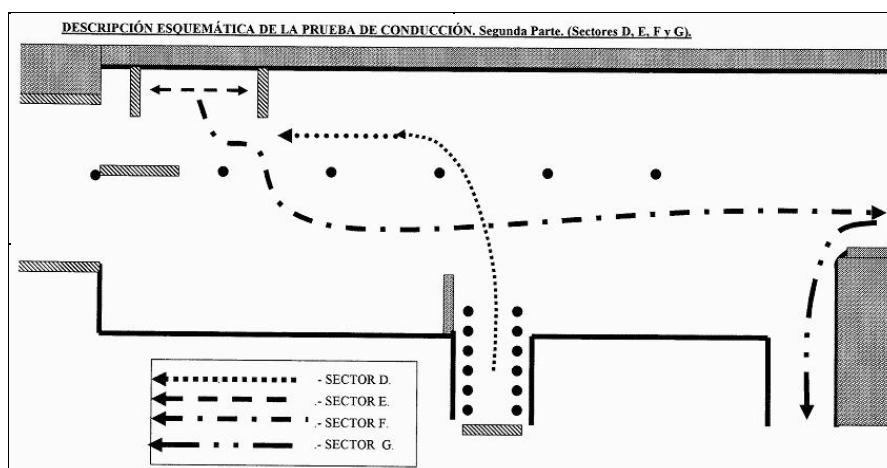 DESCRIPCIÓN ESQUEMÁTICA DE LA PRUEBA DE CONDUCCIÓN. Segunda Parte. (Sectores D, E, F y G).
.- SECTOR D.
.- SECTOR E.
.- SECTOR F.
.- SECTOR G.